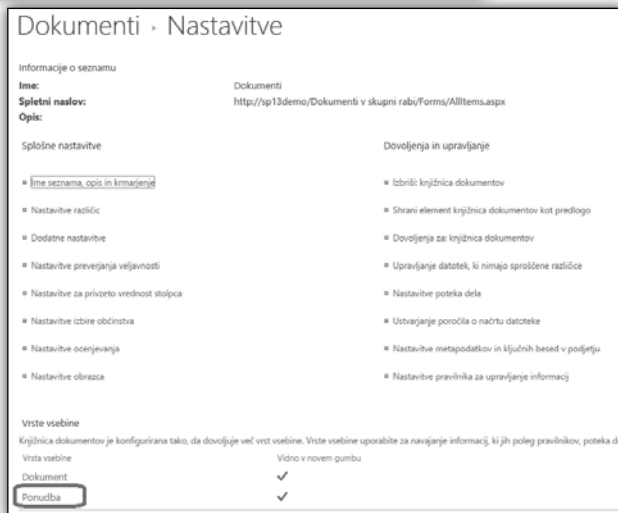 Dokumenti › Nastavitve
Informacije o seznamu
Ime: Dokumenti
Spletni naslov: http://sp13demo/Dokumenti v skupni rabi/Forms/AllItems.aspx
Opis:
Splošne nastavitve
Ime seznama, opis in krmarjenje
Nastavitve različic
Dodatne nastavitve
Nastavitve preverjanja veljavnosti
Nastavitve za privzeto vrednost stolpca
Nastavitve izbire občinstva
Nastavitve ocenjevanja
Nastavitve obrazca
Dovoljenja in upravljanje
Izbriši: knjižnica dokumentov
Shrani element knjižnica dokumentov kot predlogo
Dovoljenja za: knjižnica dokumentov
Upravljanje datotek, ki nimajo sproščene različice
Nastavitve poteka dela
Ustvarjanje poročila o načrtu datoteke
Nastavitve metapodatkov in ključnih besed v podjetju
Nastavitve pravilnika za upravljanje informacij
Vrste vsebine
Knjižnica dokumentov je konfigurirana tako, da dovoljuje več vrst vsebine. Vrste vsebine uporabite za navajanje informacij, ki jih poleg pravilnikov, poteka d
Vrsta vsebine Vidno v novem gumbu
Dokument ✓
Ponudba ✓